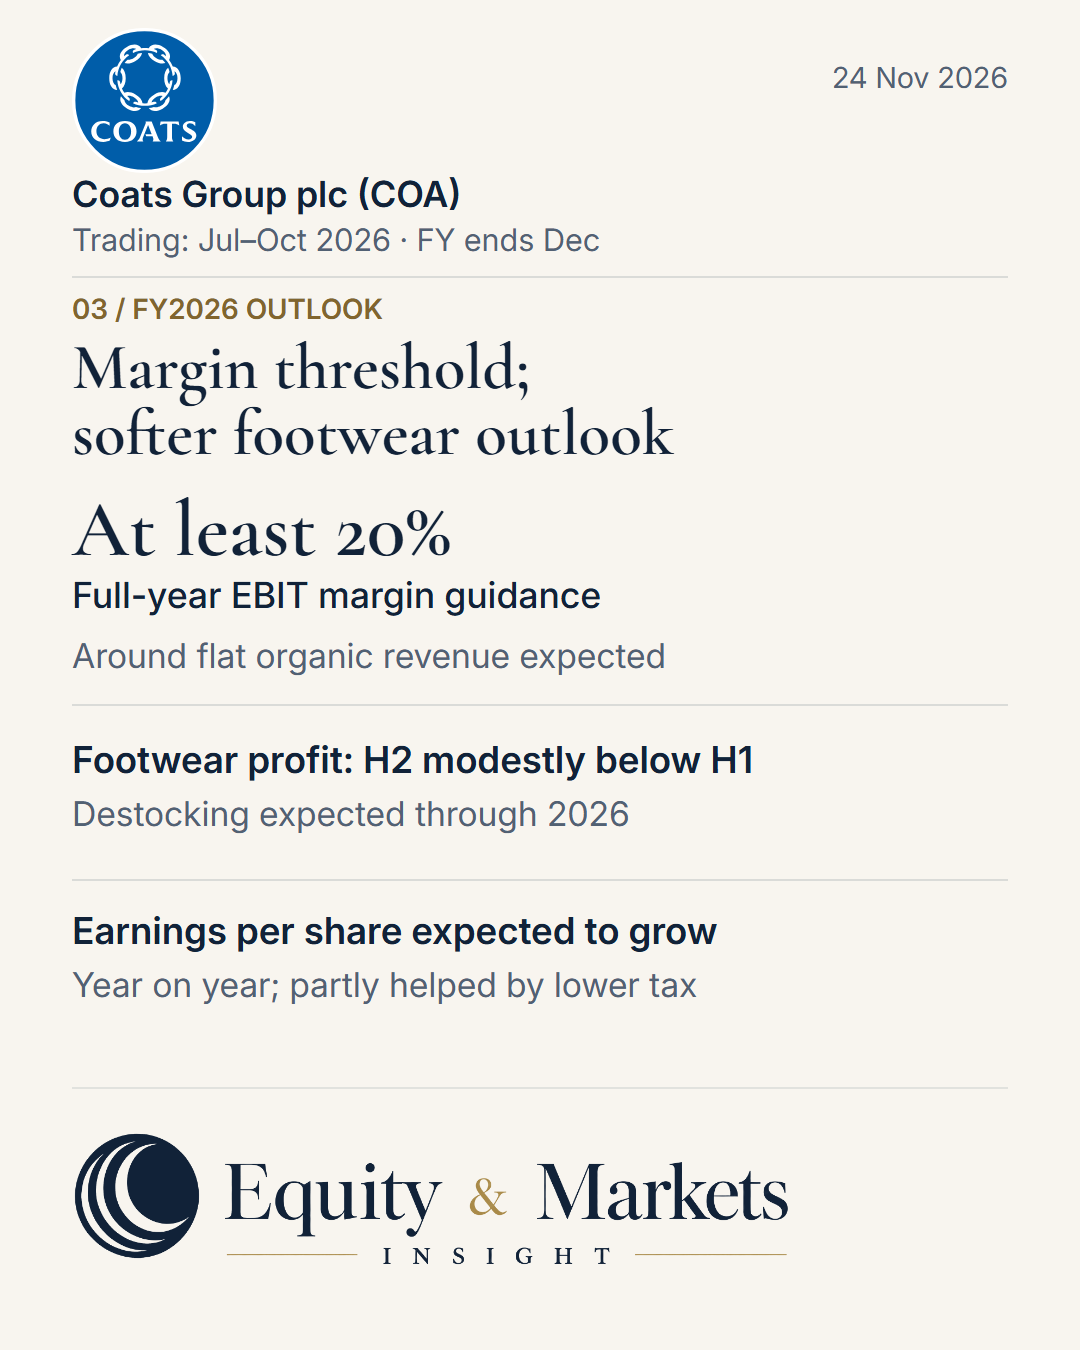 COATS
24 Nov 2026
Coats Group plc (COA)
Trading: Jul–Oct 2026 · FY ends Dec
03 / FY2026 OUTLOOK
Margin threshold;
softer footwear outlook
At least 20%
Full-year EBIT margin guidance
Around flat organic revenue expected
Footwear profit: H2 modestly below H1
Destocking expected through 2026
Earnings per share expected to grow
Year on year; partly helped by lower tax
Equity & Markets
INSIGHT